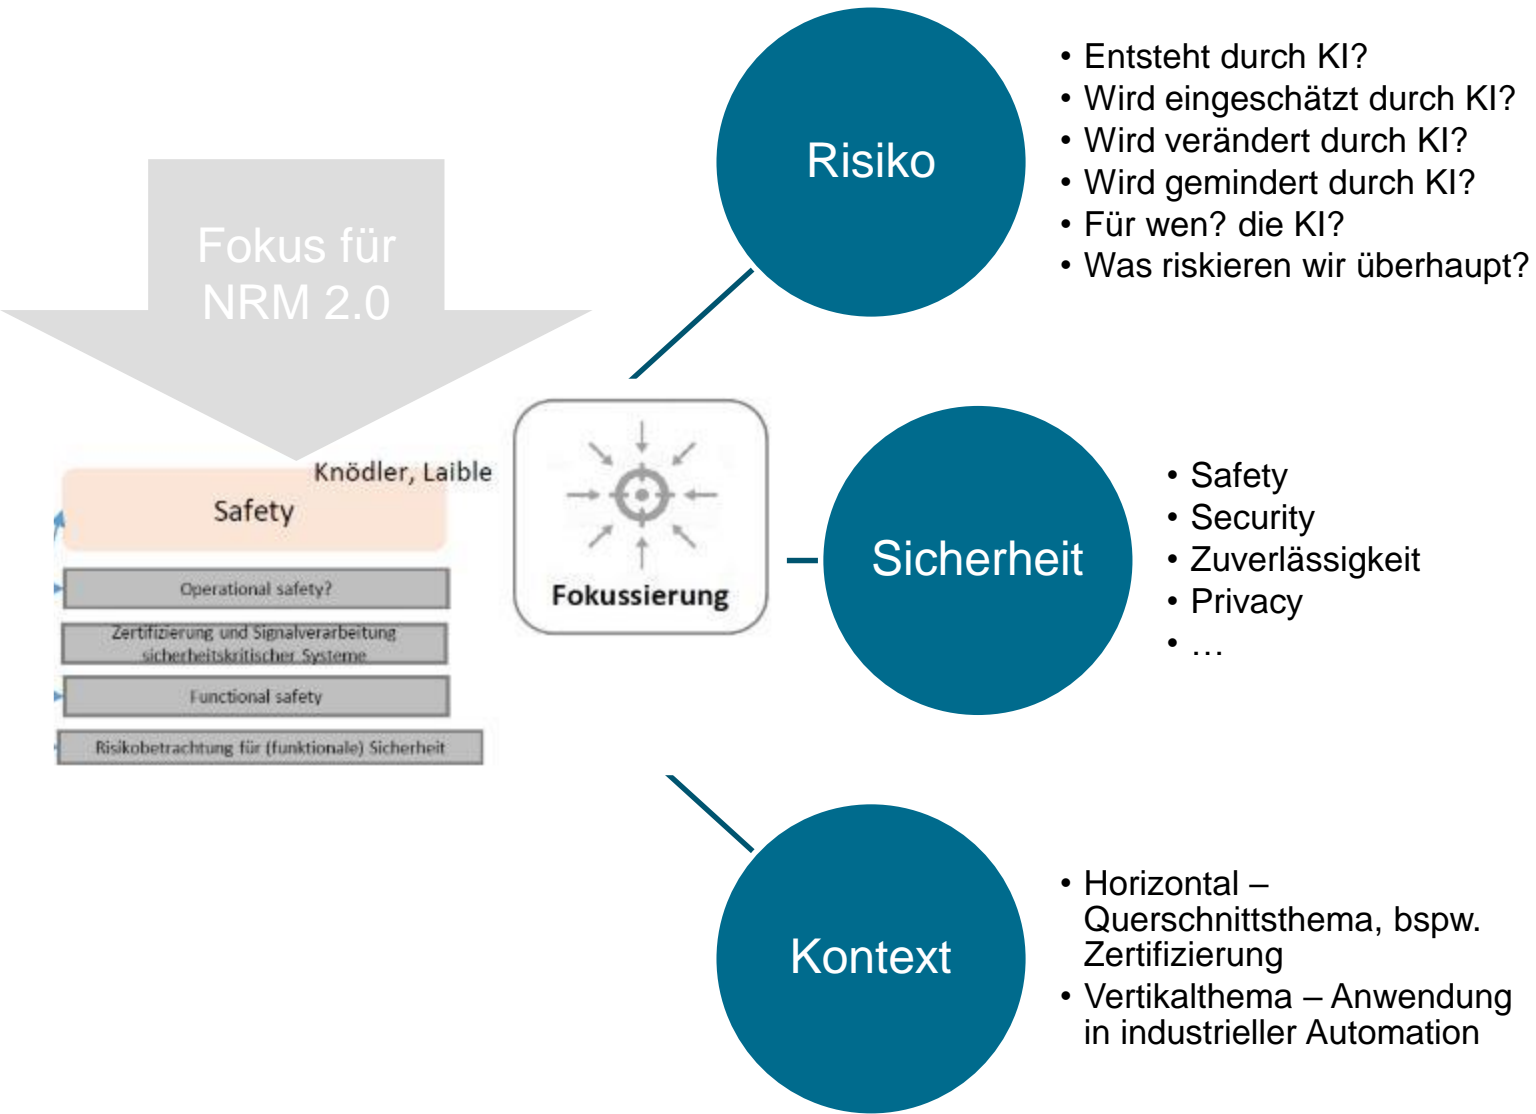 Fokus für
NRM 2.0
Knödler, Laible
Safety
Operational safety?
Zertifizierung und Signalverarbeitung
sicherheitskritischer Systeme
Functional safety
Risikobetrachtung für (funktionale) Sicherheit
Fokussierung
Risiko
• Entsteht durch KI?
• Wird eingeschätzt durch KI?
• Wird verändert durch KI?
• Wird gemindert durch KI?
• Für wen? die KI?
• Was riskieren wir überhaupt?
Sicherheit
• Safety
• Security
• Zuverlässigkeit
• Privacy
• …
Kontext
• Horizontal –
Querschnittsthema, bspw.
Zertifizierung
• Vertikalthema – Anwendung
in industrieller Automation